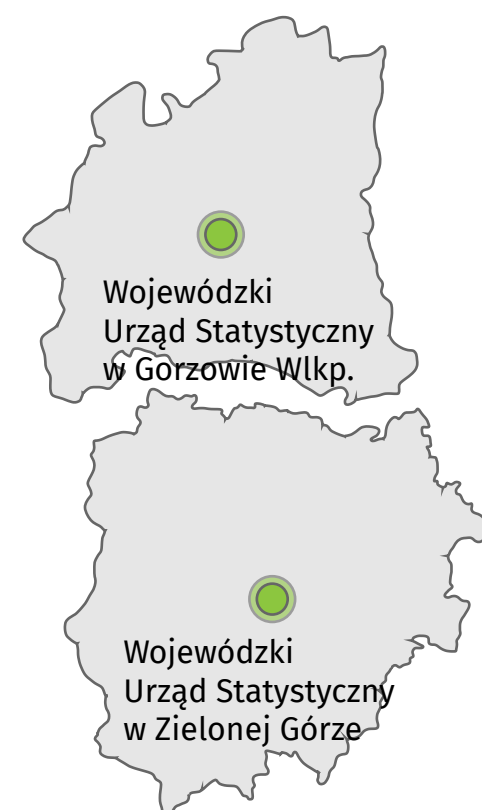 Wojewódzki
Urząd Statystyczny
w Gorzowie Wlkp.
Wojewódzki
Urząd Statystyczny
w Zielonej Górze